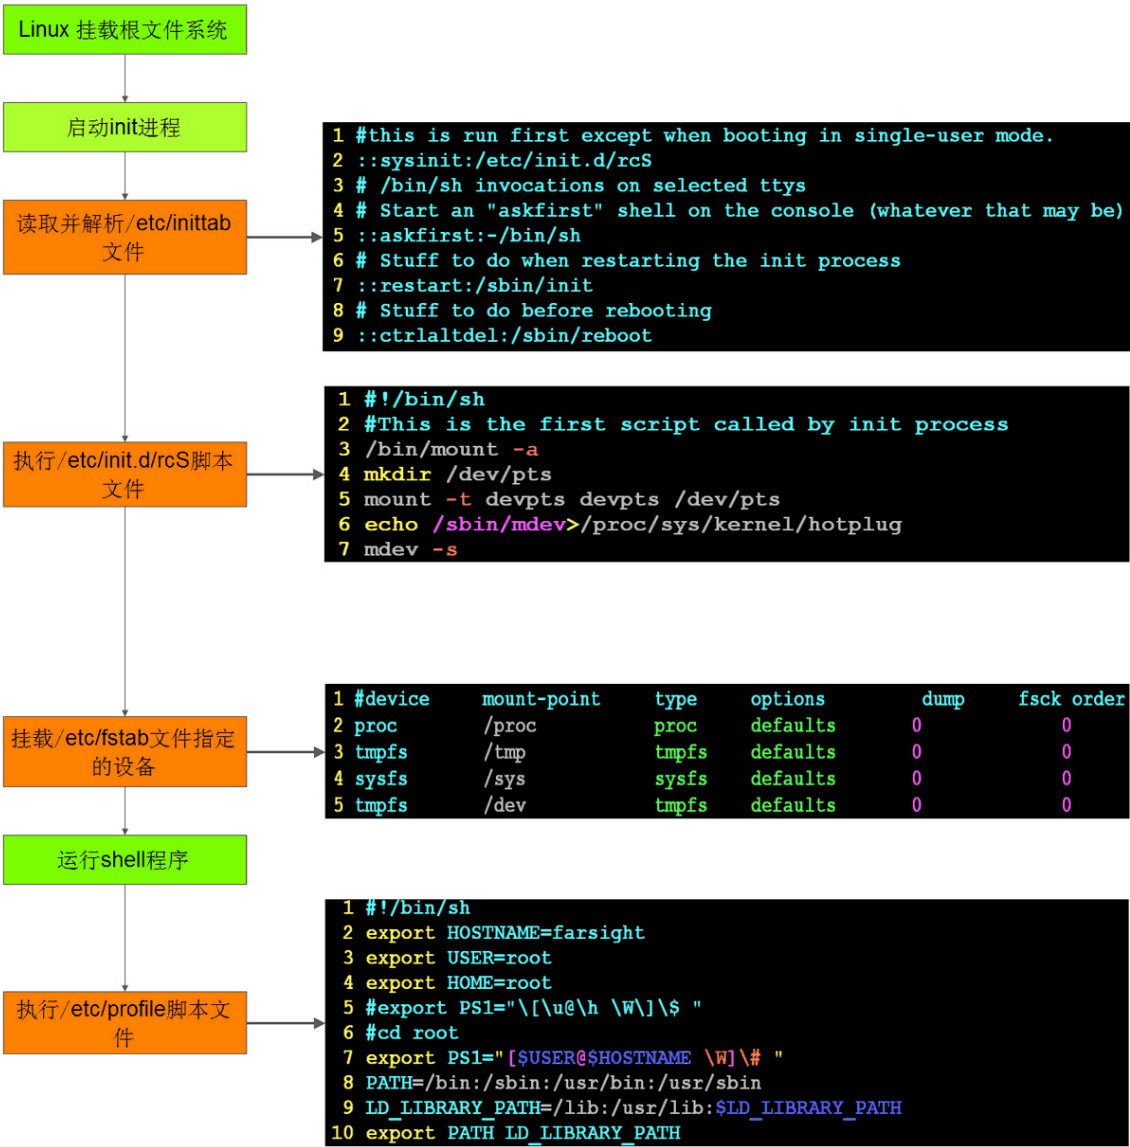 Linux 挂载根文件系统
启动init进程
读取并解析/etc/inittab
文件
1 #this is run first except when booting in single-user mode.
2 ::sysinit:/etc/init.d/rcS
3 # /bin/sh invocations on selected ttys
4 # Start an "askfirst" shell on the console (whatever that may be)
5 ::askfirst:-/bin/sh
6 # Stuff to do when restarting the init process
7 ::restart:/sbin/init
8 # Stuff to do before rebooting
9 ::ctrlaltdel:/sbin/reboot
执行/etc/init.d/rcS脚本
文件
1 #!/bin/sh
2 #This is the first script called by init process
3 /bin/mount -a
4 mkdir /dev/pts
5 mount -t devpts devpts /dev/pts
6 echo /sbin/mdev>/proc/sys/kernel/hotplug
7 mdev -s
挂载/etc/fstab文件指定
的设备
1 #device mount-point type options dump fsck order
2 proc /proc proc defaults 0 0
3 tmpfs /tmp tmpfs defaults 0 0
4 sysfs /sys sysfs defaults 0 0
5 tmpfs /dev tmpfs defaults 0 0
运行shell程序
执行/etc/profile脚本文
件
1 #!/bin/sh
2 export HOSTNAME=farsight
3 export USER=root
4 export HOME=root
5 #export PS1="\[\u@\h \W\]\$ "
6 #cd root
7 export PS1="[$USER@$HOSTNAME \W]\# "
8 PATH=/bin:/sbin:/usr/bin:/usr/sbin
9 LD_LIBRARY_PATH=/lib:/usr/lib:$LD_LIBRARY_PATH
10 export PATH LD_LIBRARY_PATH